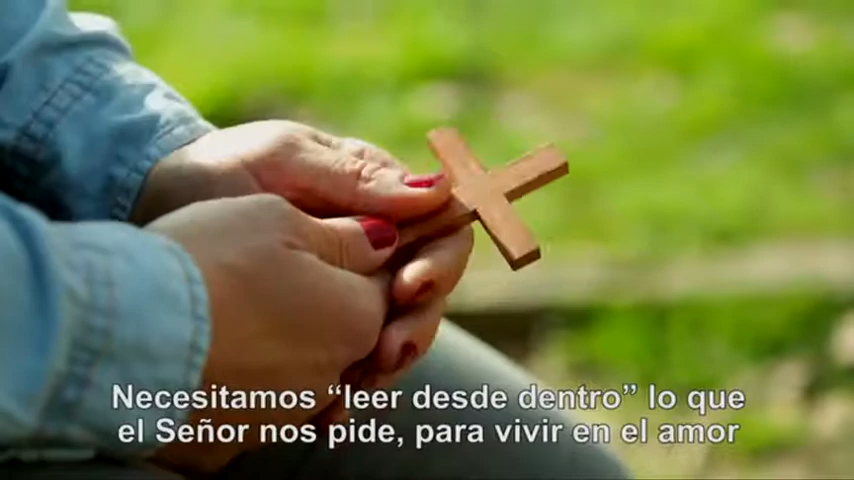 Necesitamos “leer desde dentro” lo que
el Señor nos pide, para vivir en el amor